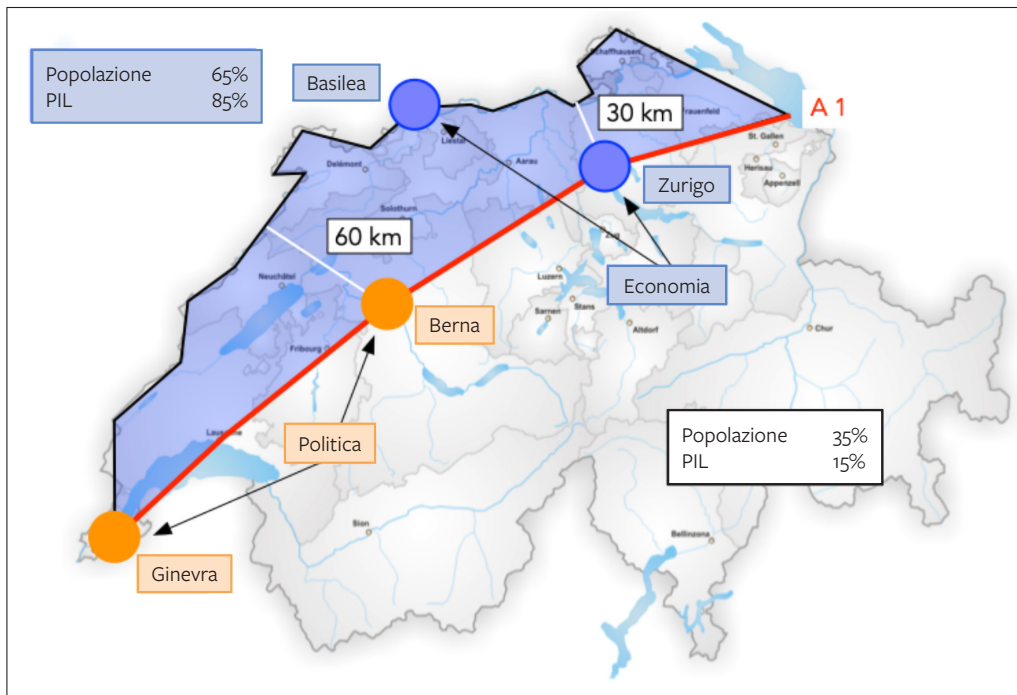 Popolazione 65%
PIL 85%
Basilea
Schaffhausen
30 km
Frauenfeld
A 1
St. Gallen
Herisau
Appenzell
Liestal
Delémont
Aarau
Zurigo
Solothurn
60 km
Zug
Neuchâtel
Luzern
Economia
Stans
Sarnen
Altdorf
Berna
Chur
Fribourg
Lausanne
Politica
Popolazione 35%
PIL 15%
Sion
Bellinzona
Ginevra